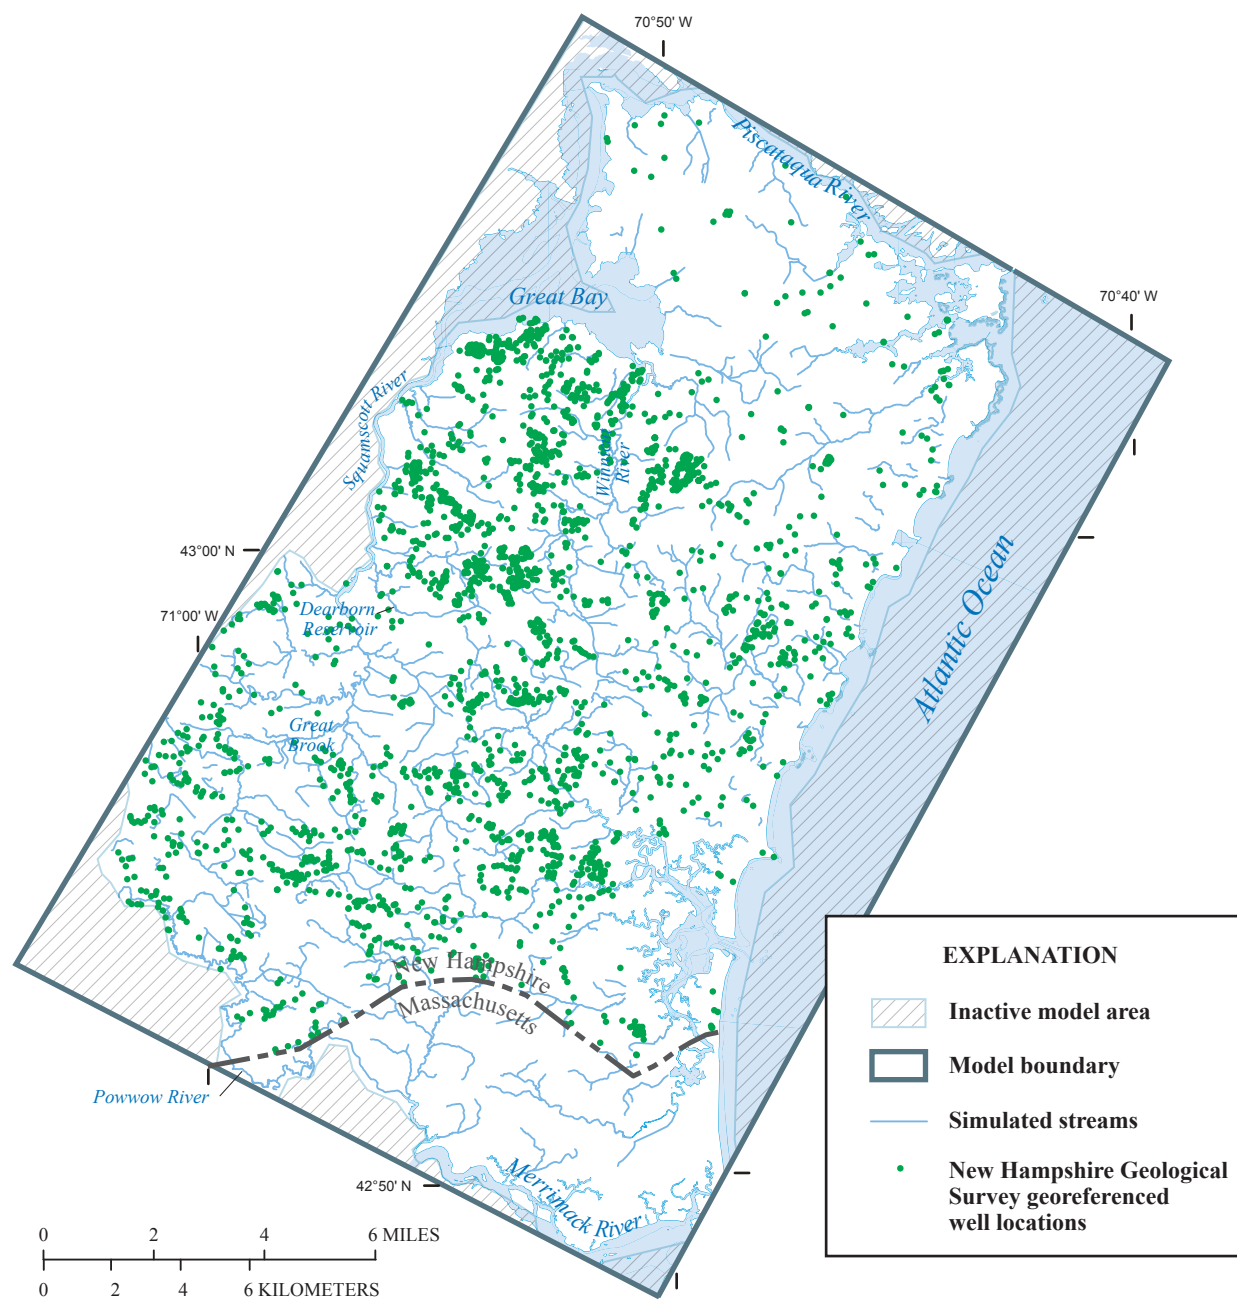 70°50' W
Piscataqua River
70°40' W
Great Bay
Squamscott River
Winnicut
River
43°00' N
71°00' W
Dearborn
Reservoir
Atlantic Ocean
Great
Brook
New Hampshire
Massachusetts
Powwow River
42°50' N
Merrimack River
EXPLANATION
Inactive model area
Model boundary
Simulated streams
New Hampshire Geological
Survey georeferenced
well locations
0 2 4 6 MILES
0 2 4 6 KILOMETERS